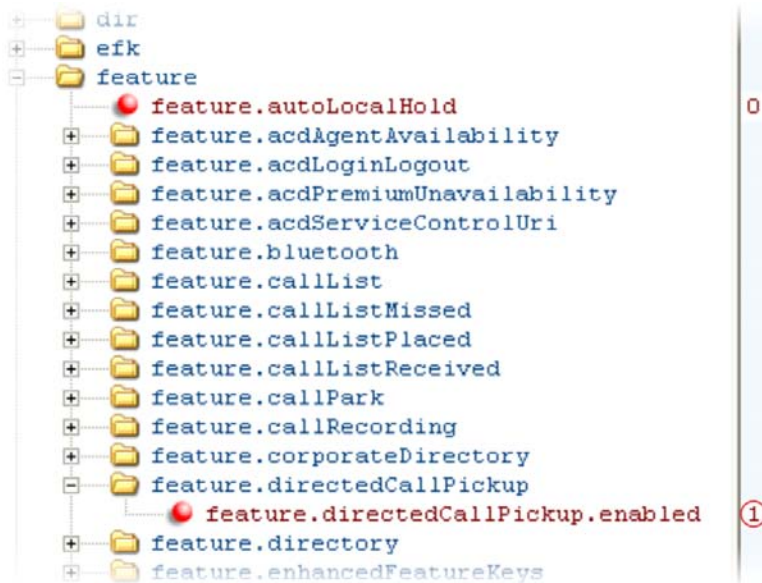 dir
efk
feature
feature.autoLocalHold 0
feature.acdAgentAvailability
feature.acdLoginLogout
feature.acdPremiumUnavailability
feature.acdServiceControlUri
feature.bluetooth
feature.callList
feature.callListMissed
feature.callListPlaced
feature.callListReceived
feature.callPark
feature.callRecording
feature.corporateDirectory
feature.directedCallPickup
feature.directedCallPickup.enabled 1
feature.directory
feature.enhancedFeatureKeys